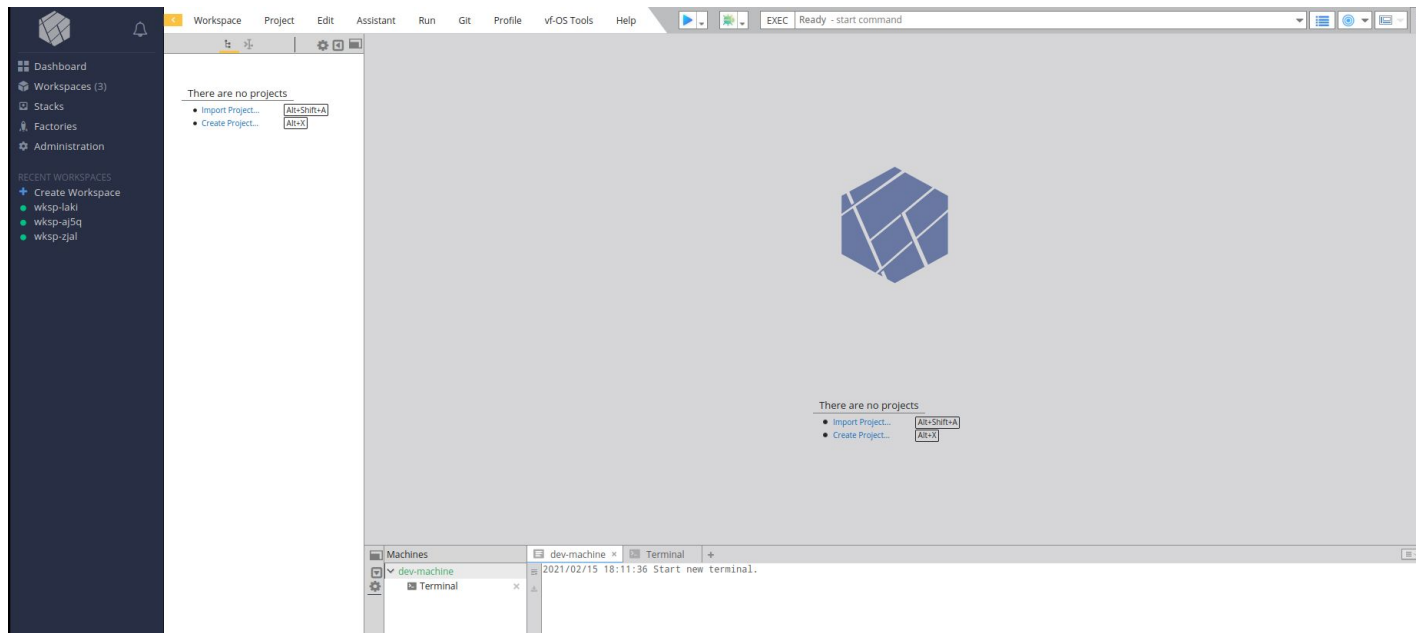 Workspace Project Edit Assistant Run Git Profile vf-OS Tools Help EXEC Ready - start command
Dashboard
Workspaces (3)
Stacks
Factories
Administration
RECENT WORKSPACES
Create Workspace
wksp-laki
wksp-aj5q
wksp-zjal
There are no projects
Import Project... Alt+Shift+A
Create Project... Alt+X
There are no projects
Import Project... Alt+Shift+A
Create Project... Alt+X
Machines
dev-machine
Terminal
dev-machine × Terminal +
2021/02/15 18:11:36 Start new terminal.